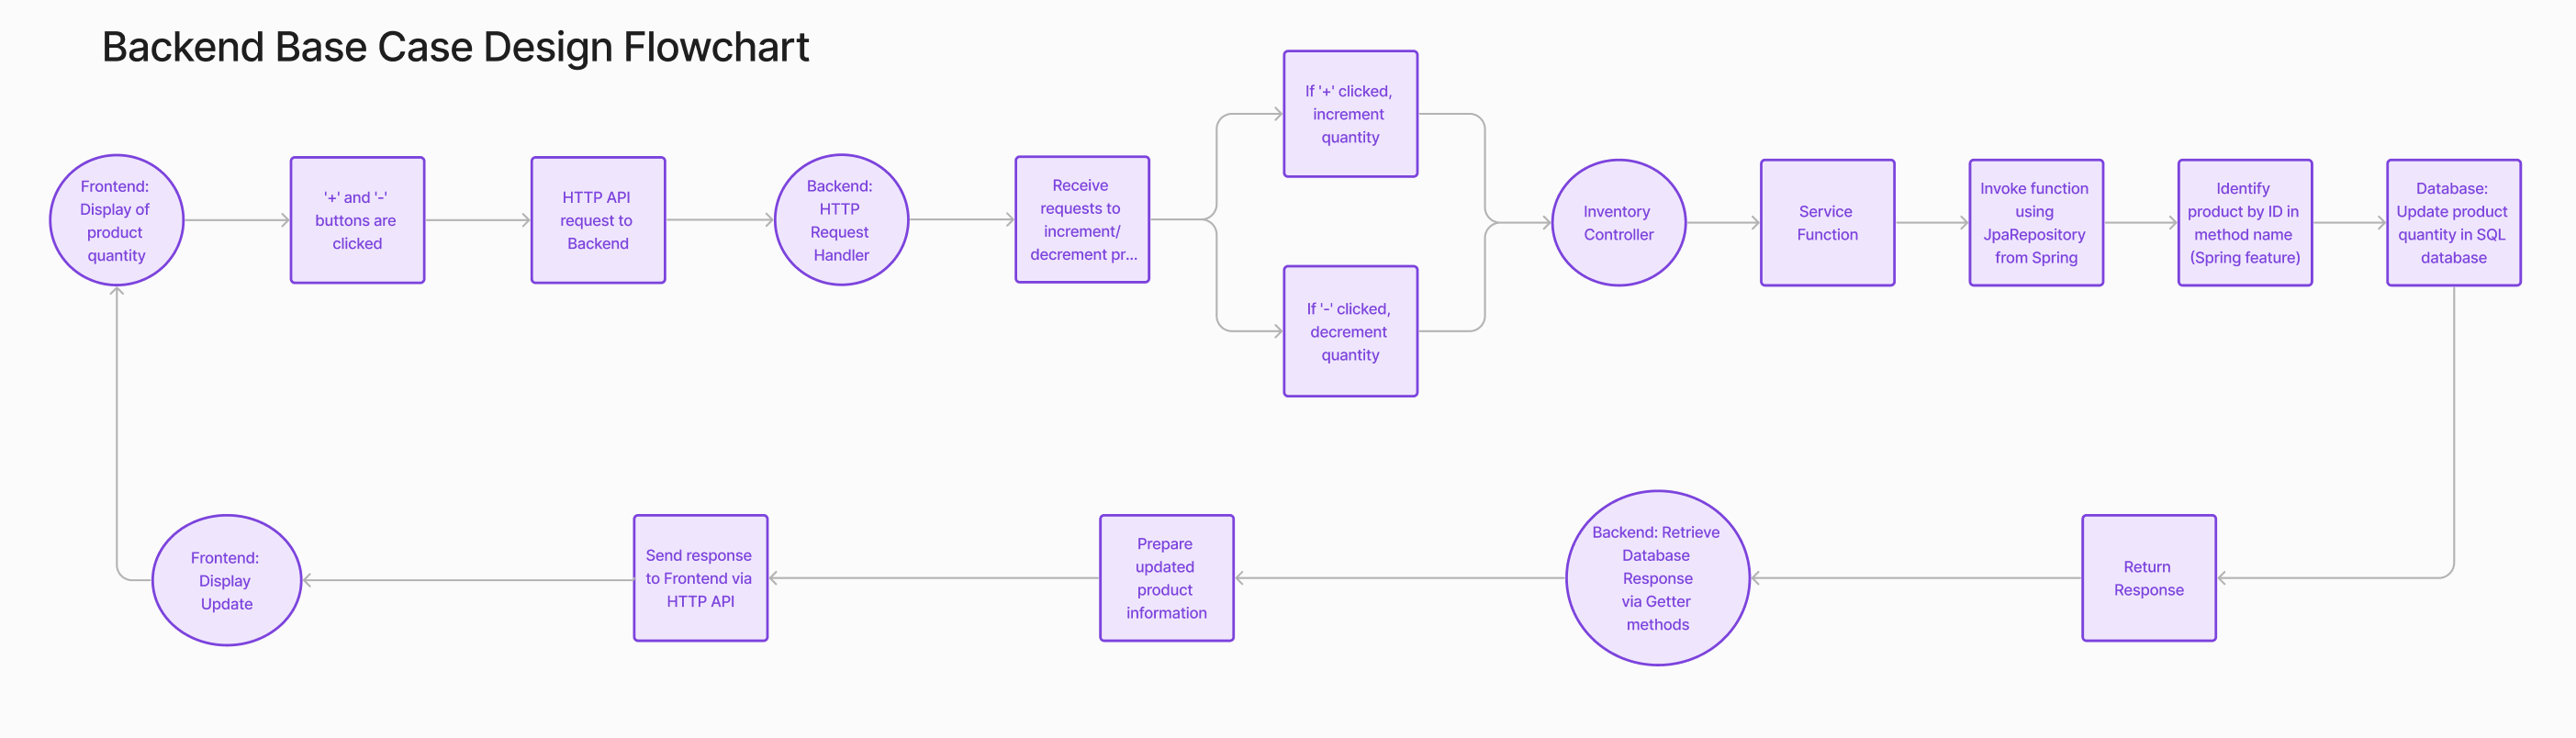 Backend Base Case Design Flowchart
Frontend:
Display of
product
quantity
'+' and '-'
buttons are
clicked
HTTP API
request to
Backend
Backend:
HTTP
Request
Handler
Receive
requests to
increment/
decrement pr...
If '+' clicked,
increment
quantity
If '-' clicked,
decrement
quantity
Inventory
Controller
Service
Function
Invoke function
using
JpaRepository
from Spring
Identify
product by ID in
method name
(Spring feature)
Database:
Update product
quantity in SQL
database
Return
Response
Backend: Retrieve
Database
Response
via Getter
methods
Prepare
updated
product
information
Send response
to Frontend via
HTTP API
Frontend:
Display
Update